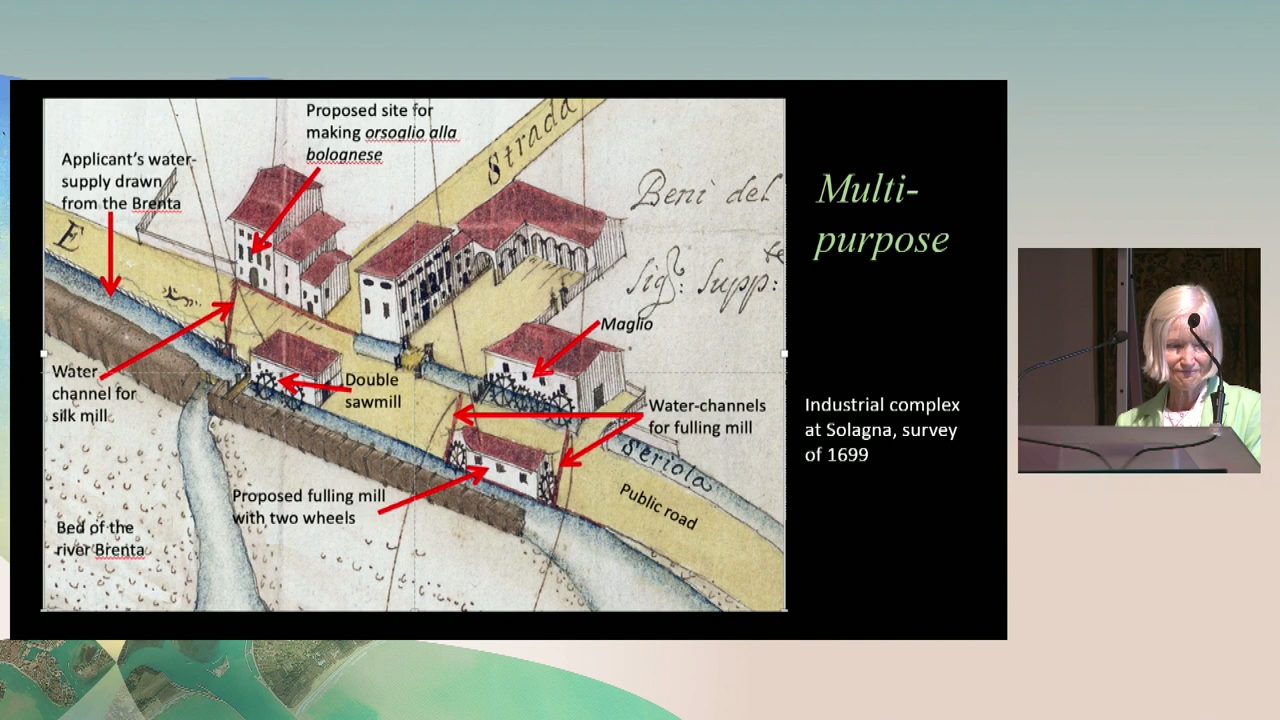 Proposed site for
making orsoglio alla
bolognese
Applicant's water-
supply drawn
from the Brenta
Strada
Beni del
Sig: Supp:te
E
Multi-
purpose
Maglio
Water
channel for
silk mill
Double
sawmill
Water-channels
for fulling mill
Industrial complex
at Solagna, survey
of 1699
Seriola
Public road
Proposed fulling mill
with two wheels
Bed of the
river Brenta